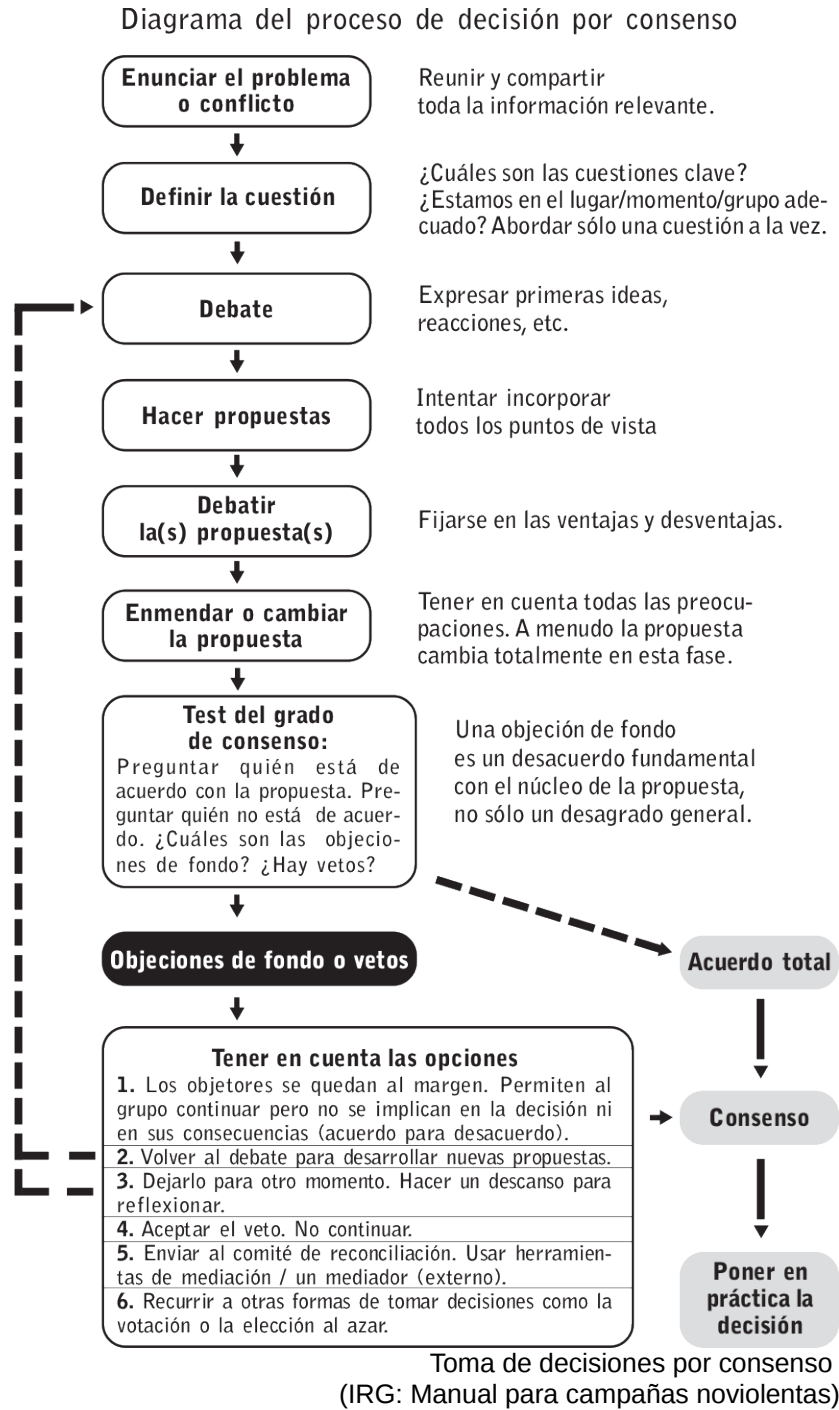 Diagrama del proceso de decisión por consenso
Enunciar el problema
o conflicto
Reunir y compartir
toda la información relevante.
Definir la cuestión
¿Cuáles son las cuestiones clave?
¿Estamos en el lugar/momento/grupo ade-
cuado? Abordar sólo una cuestión a la vez.
Debate
Expresar primeras ideas,
reacciones, etc.
Hacer propuestas
Intentar incorporar
todos los puntos de vista
Debatir
la(s) propuesta(s)
Fijarse en las ventajas y desventajas.
Enmendar o cambiar
la propuesta
Tener en cuenta todas las preocu-
paciones. A menudo la propuesta
cambia totalmente en esta fase.
Test del grado
de consenso:
Preguntar quién está de
acuerdo con la propuesta. Pre-
guntar quién no está de acuer-
do. ¿Cuáles son las objecio-
nes de fondo? ¿Hay vetos?
Una objeción de fondo
es un desacuerdo fundamental
con el núcleo de la propuesta,
no sólo un desagrado general.
Objeciones de fondo o vetos
Acuerdo total
Tener en cuenta las opciones
1. Los objetores se quedan al margen. Permiten al
grupo continuar pero no se implican en la decisión ni
en sus consecuencias (acuerdo para desacuerdo).
2. Volver al debate para desarrollar nuevas propuestas.
3. Dejarlo para otro momento. Hacer un descanso para
reflexionar.
4. Aceptar el veto. No continuar.
5. Enviar al comité de reconciliación. Usar herramien-
tas de mediación / un mediador (externo).
6. Recurrir a otras formas de tomar decisiones como la
votación o la elección al azar.
Consenso
Poner en
práctica la
decisión
Toma de decisiones por consenso
(IRG: Manual para campañas noviolentas)